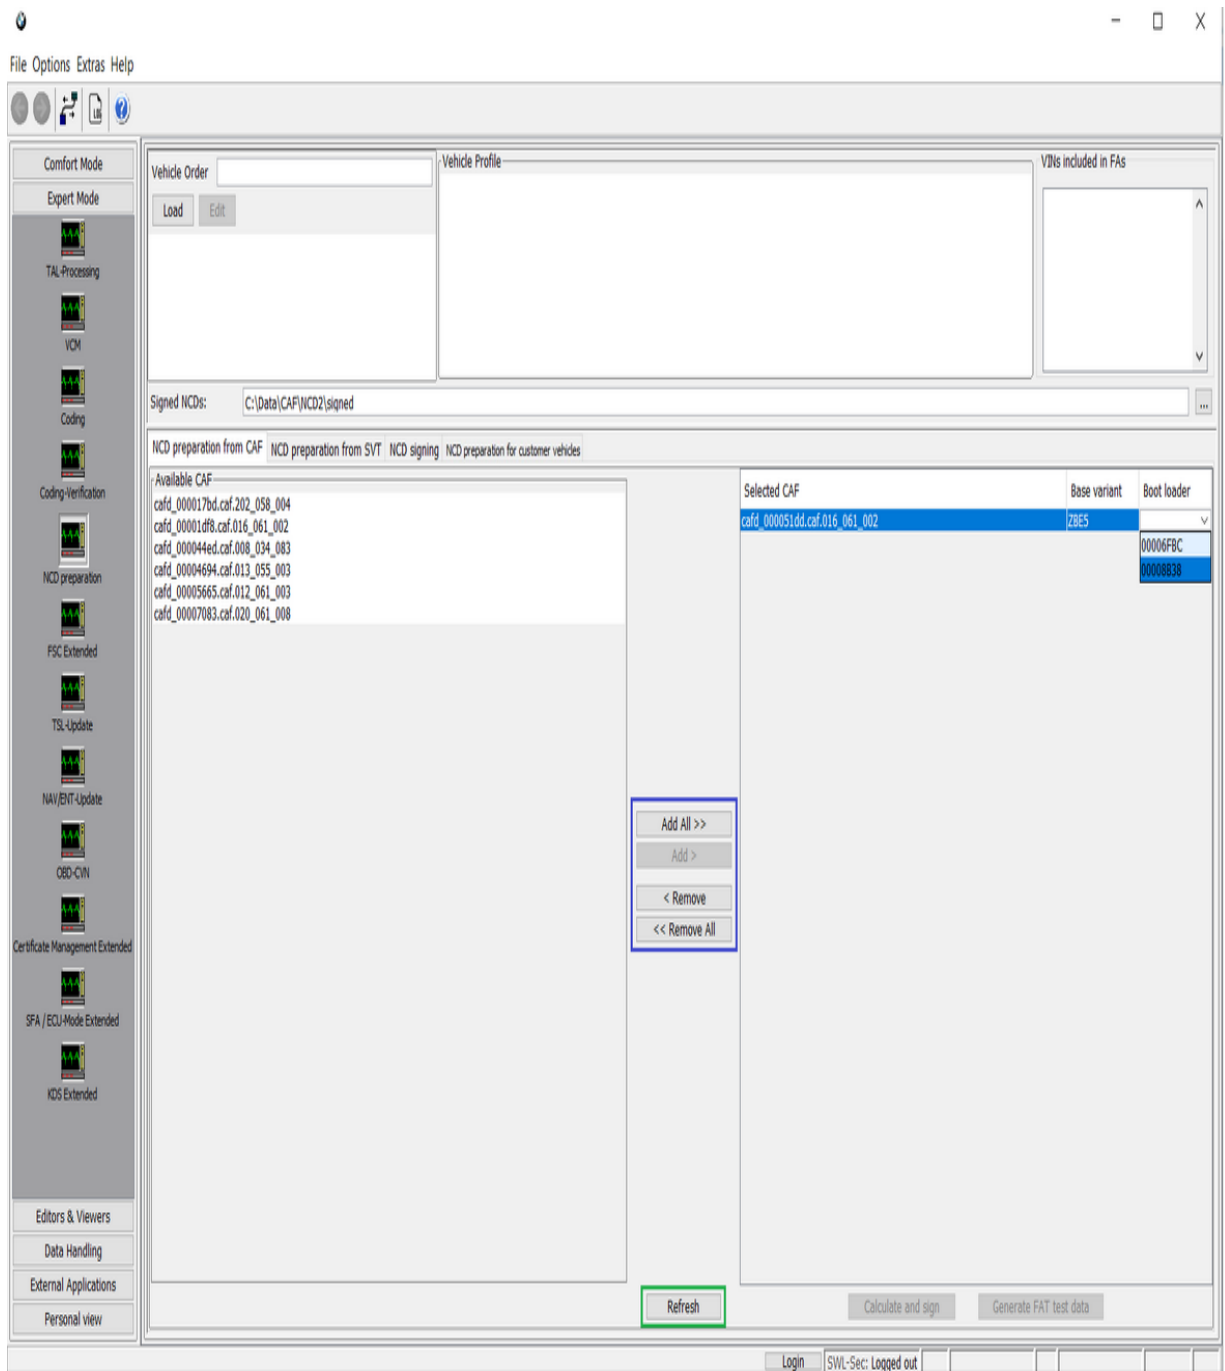 File Options Extras Help
Comfort Mode
Expert Mode
TAL-Processing
VCM
Coding
Coding-Verification
NCD preparation
FSC Extended
TSL-Update
NAV/ENT-Update
OBD-CVN
Certificate Management Extended
SFA / ECU-Mode Extended
KDS Extended
Editors & Viewers
Data Handling
External Applications
Personal view
Vehicle Order
Load Edit
Vehicle Profile
VINs included in FAs
Signed NCDs: C:\Data\CAF\NCD2\signed ...
NCD preparation from CAF NCD preparation from SVT NCD signing NCD preparation for customer vehicles
Available CAF
cafd_000017bd.caf.202_058_004
cafd_00001df8.caf.016_061_002
cafd_000044ed.caf.008_034_083
cafd_00004694.caf.013_055_003
cafd_00005665.caf.012_061_003
cafd_00007083.caf.020_061_008
Add All >>
Add >
< Remove
<< Remove All
Selected CAF Base variant Boot loader
cafd_000051dd.caf.016_061_002 ZBE5
00006FBC
00008B38
Refresh Calculate and sign Generate FAT test data
Login SWL-Sec: Logged out